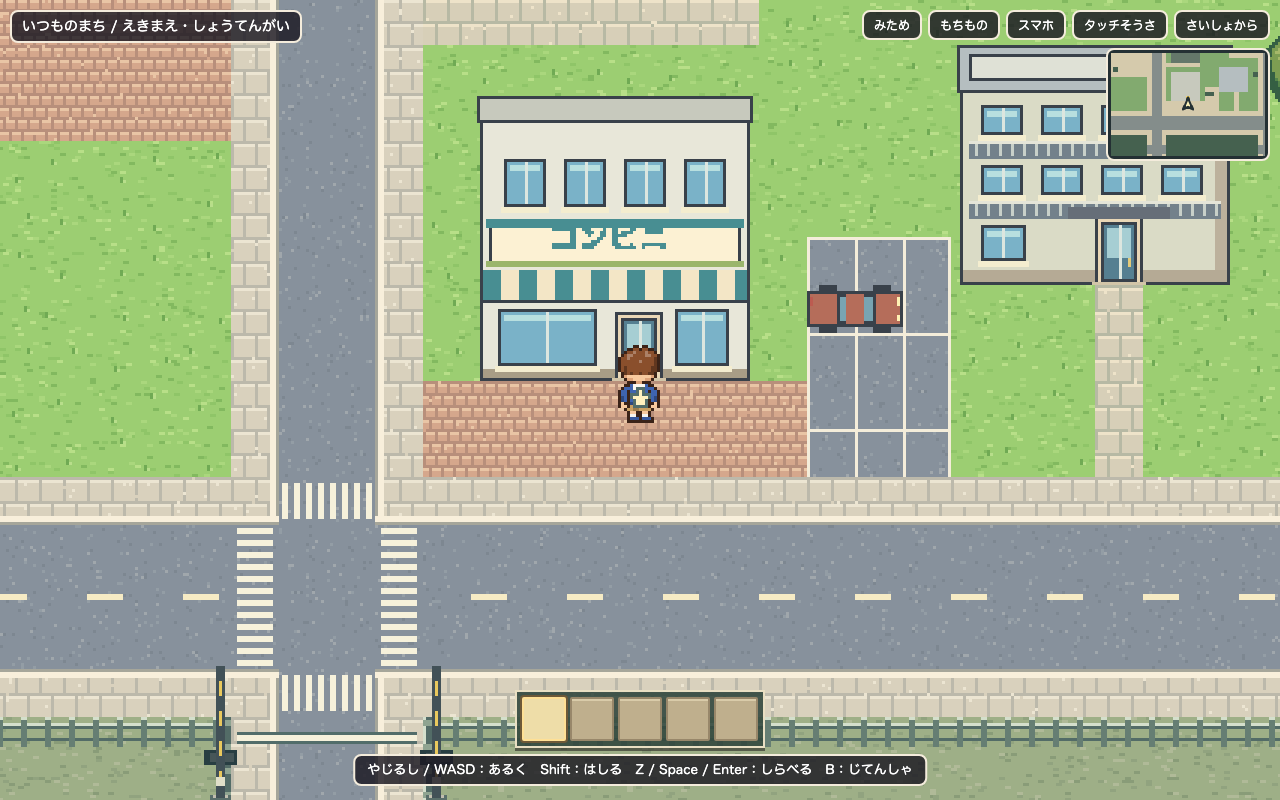 いつものまち / えきまえ・しょうてんがい
みため
もちもの
スマホ
タッチそうさ
さいしょから
コンビニ
やじるし / WASD：あるく　Shift：はしる　Z / Space / Enter：しらべる　B：じてんしゃ